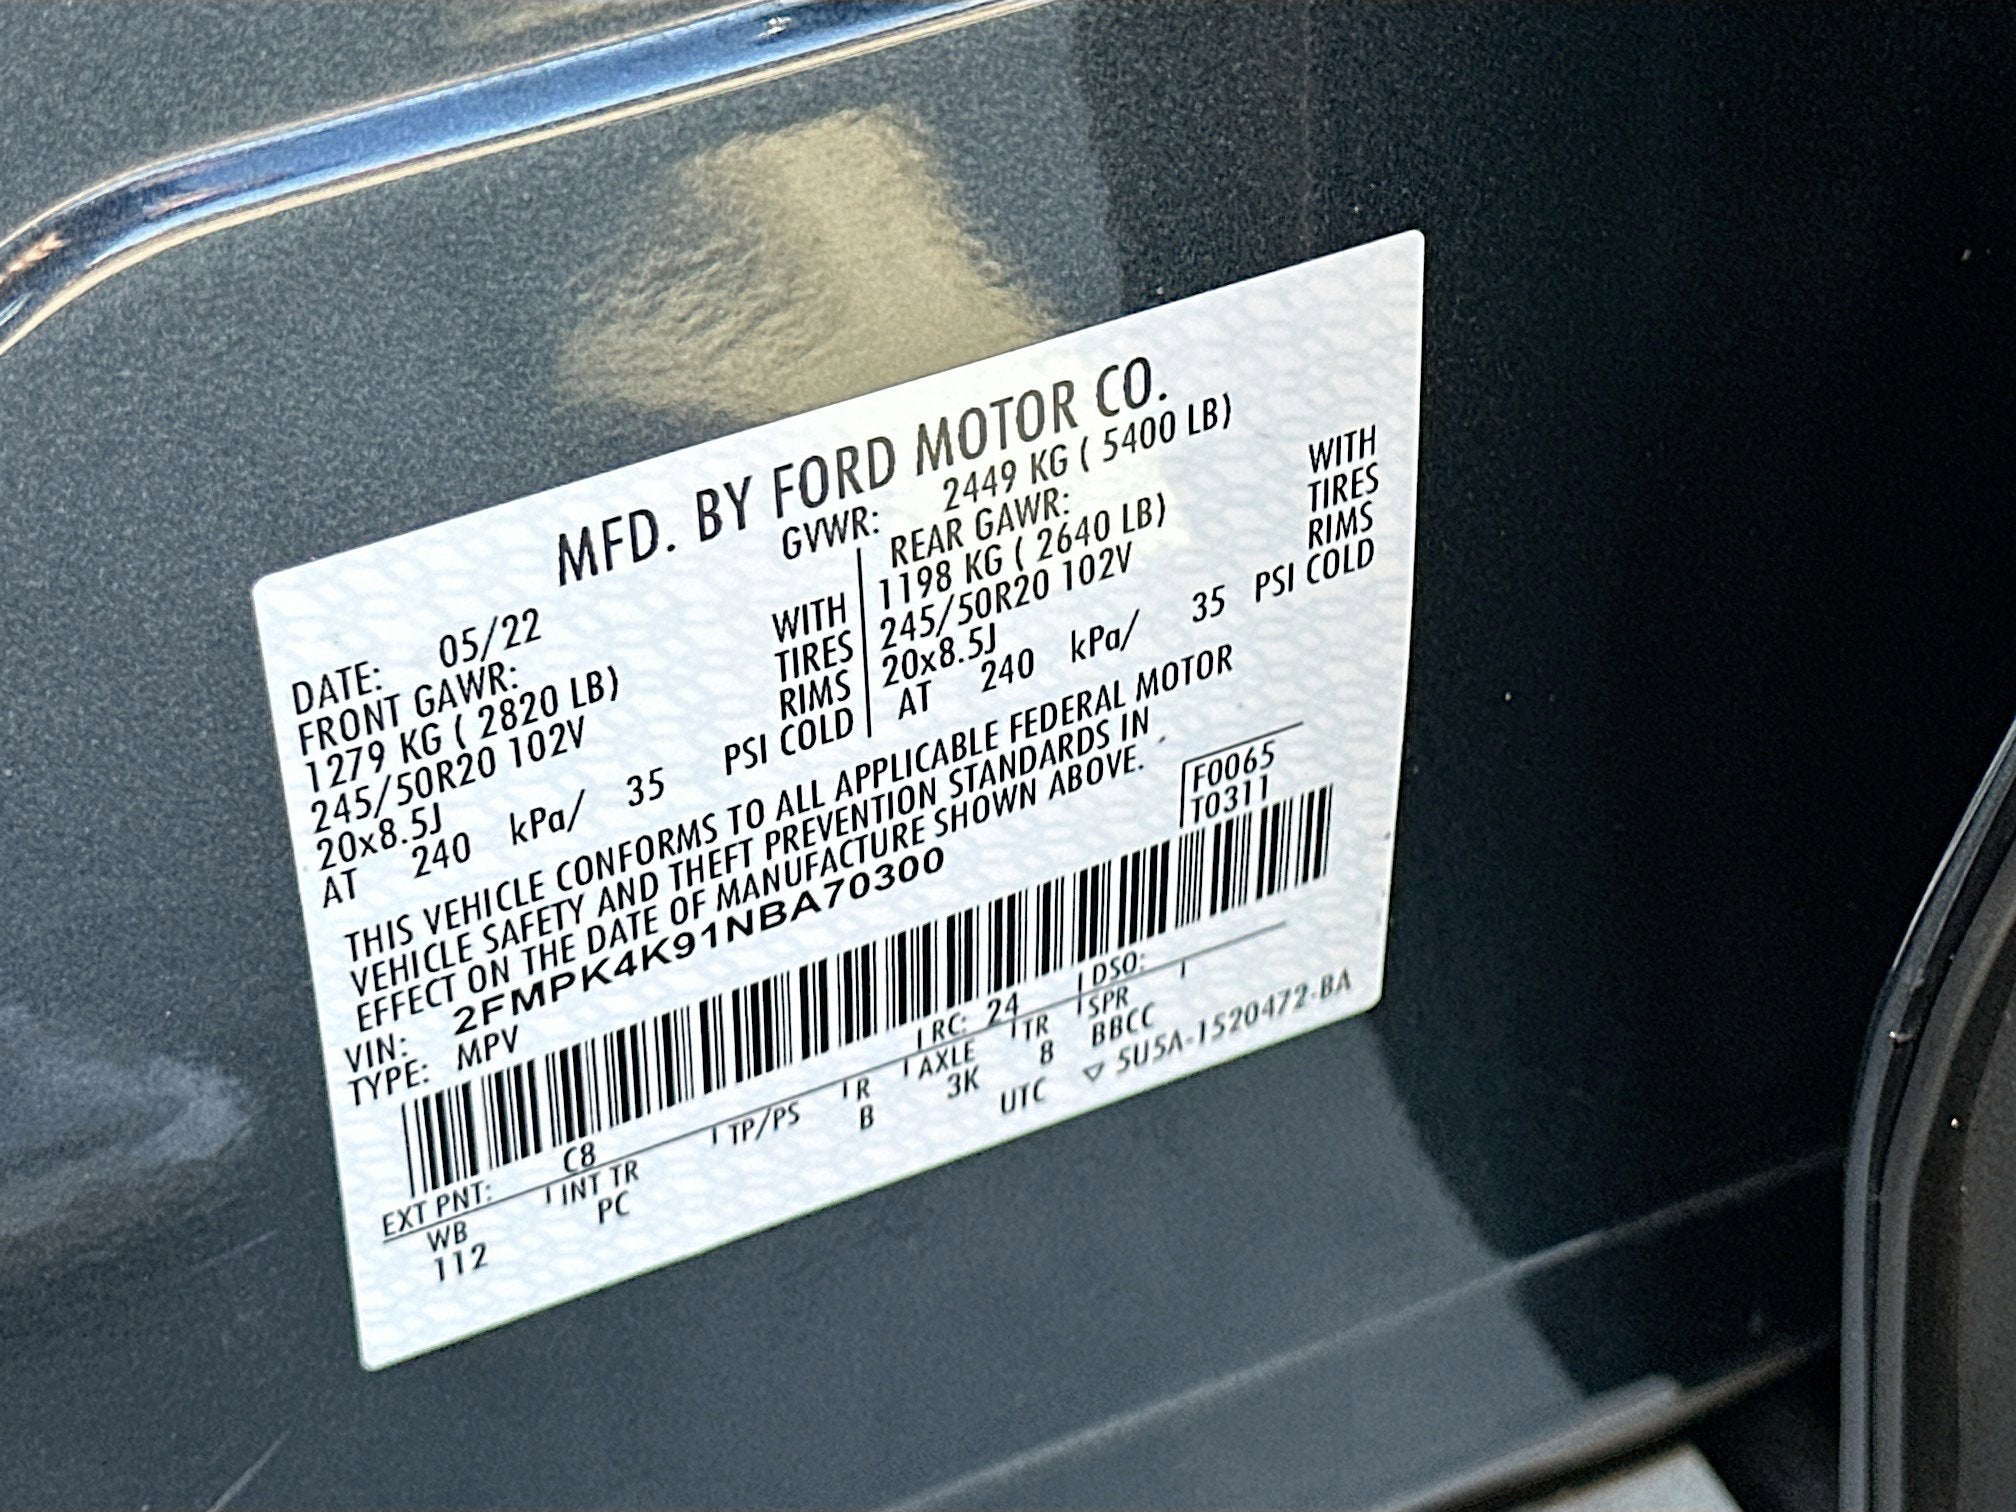 MFD. BY FORD MOTOR CO.
DATE: 05/22 GVWR: 2449 KG ( 5400 LB)
FRONT GAWR: REAR GAWR:
1279 KG ( 2820 LB) WITH 1198 KG ( 2640 LB) WITH
245/50R20 102V TIRES 245/50R20 102V TIRES
20x8.5J RIMS 20x8.5J RIMS
AT 240 kPa/ 35 PSI COLD AT 240 kPa/ 35 PSI COLD
THIS VEHICLE CONFORMS TO ALL APPLICABLE FEDERAL MOTOR
VEHICLE SAFETY AND THEFT PREVENTION STANDARDS IN
EFFECT ON THE DATE OF MANUFACTURE SHOWN ABOVE.
VIN: 2FMPK4K91NBA70300 F0065
TYPE: MPV T0311
EXT PNT: C8 RC: 24 DSO:
WB INT TR TP/PS R AXLE TR SPR
112 PC B 3K 8 BBCC
UTC ▽ 5U5A-1520472-BA